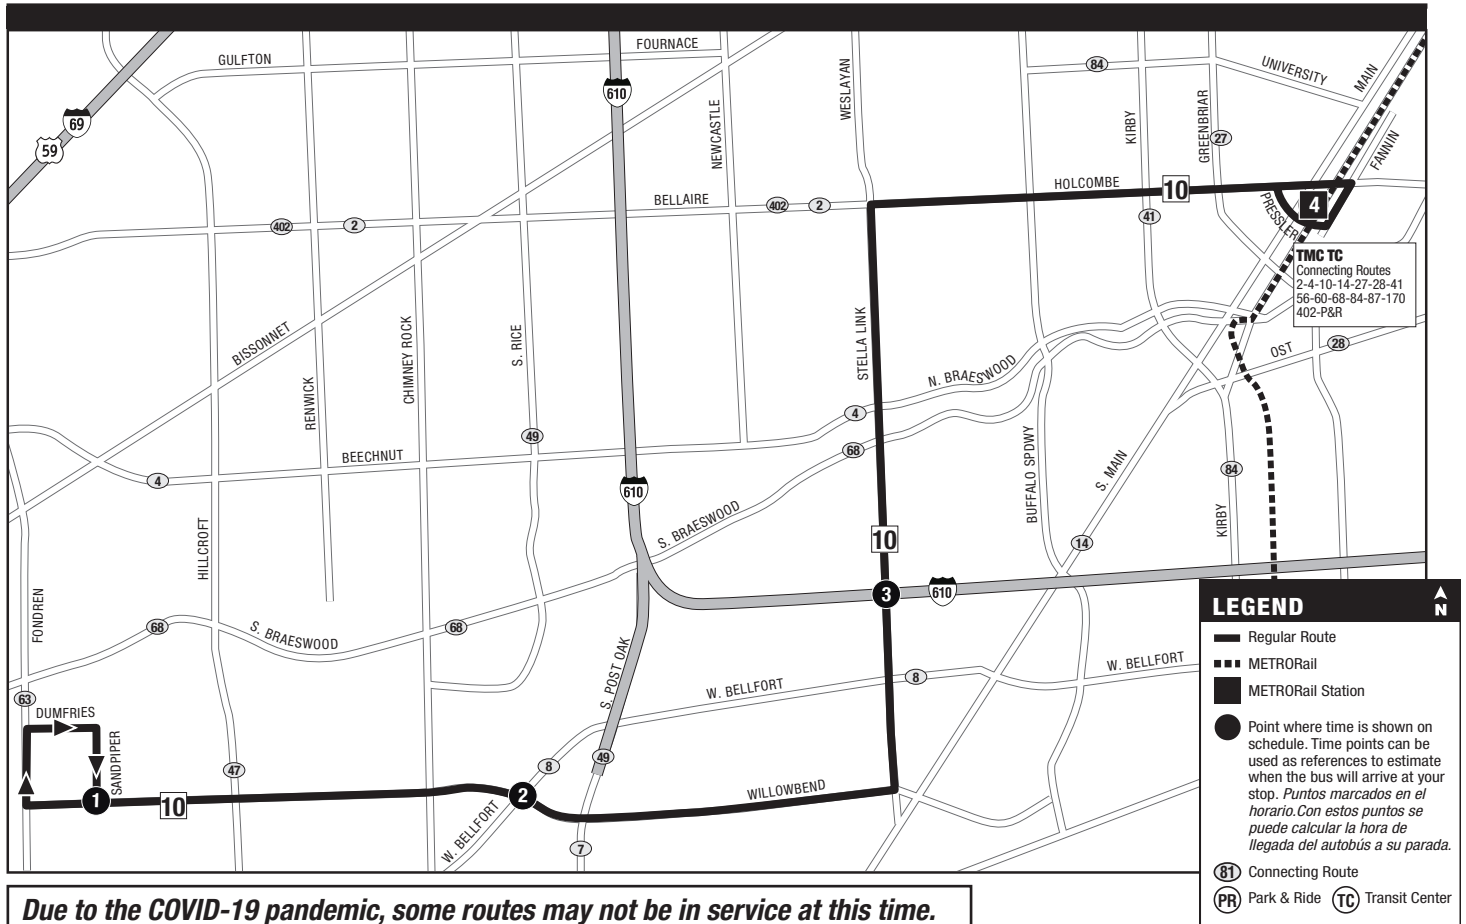 FOURNACE
GULFTON
610
69
59
NEWCASTLE
WESLAYAN
84
UNIVERSITY
MAIN
KIRBY
GREENBRIAR
27
FANNIN
BELLAIRE
402
2
HOLCOMBE
10
402
2
41
PRESSLER
4
TMC TC
Connecting Routes
2-4-10-14-27-28-41
56-60-68-84-87-170
402-P&R
BISSONNET
RENWICK
CHIMNEY ROCK
S. RICE
STELLA LINK
N. BRAESWOOD
OST
28
4
49
68
BEECHNUT
4
610
S. BRAESWOOD
BUFFALO SPDWY
S. MAIN
84
KIRBY
14
HILLCROFT
10
3
610
FONDREN
68
S. BRAESWOOD
68
S. POST OAK
W. BELLFORT
8
W. BELLFORT
63
DUMFRIES
SANDPIPER
47
8
49
1
10
2
WILLOWBEND
W. BELLFORT
7
LEGEND
N
Regular Route
METRORail
METRORail Station
Point where time is shown on
schedule. Time points can be
used as references to estimate
when the bus will arrive at your
stop. Puntos marcados en el
horario.Con estos puntos se
puede calcular la hora de
llegada del autobús a su parada.
81 Connecting Route
PR Park & Ride TC Transit Center
Due to the COVID-19 pandemic, some routes may not be in service at this time.